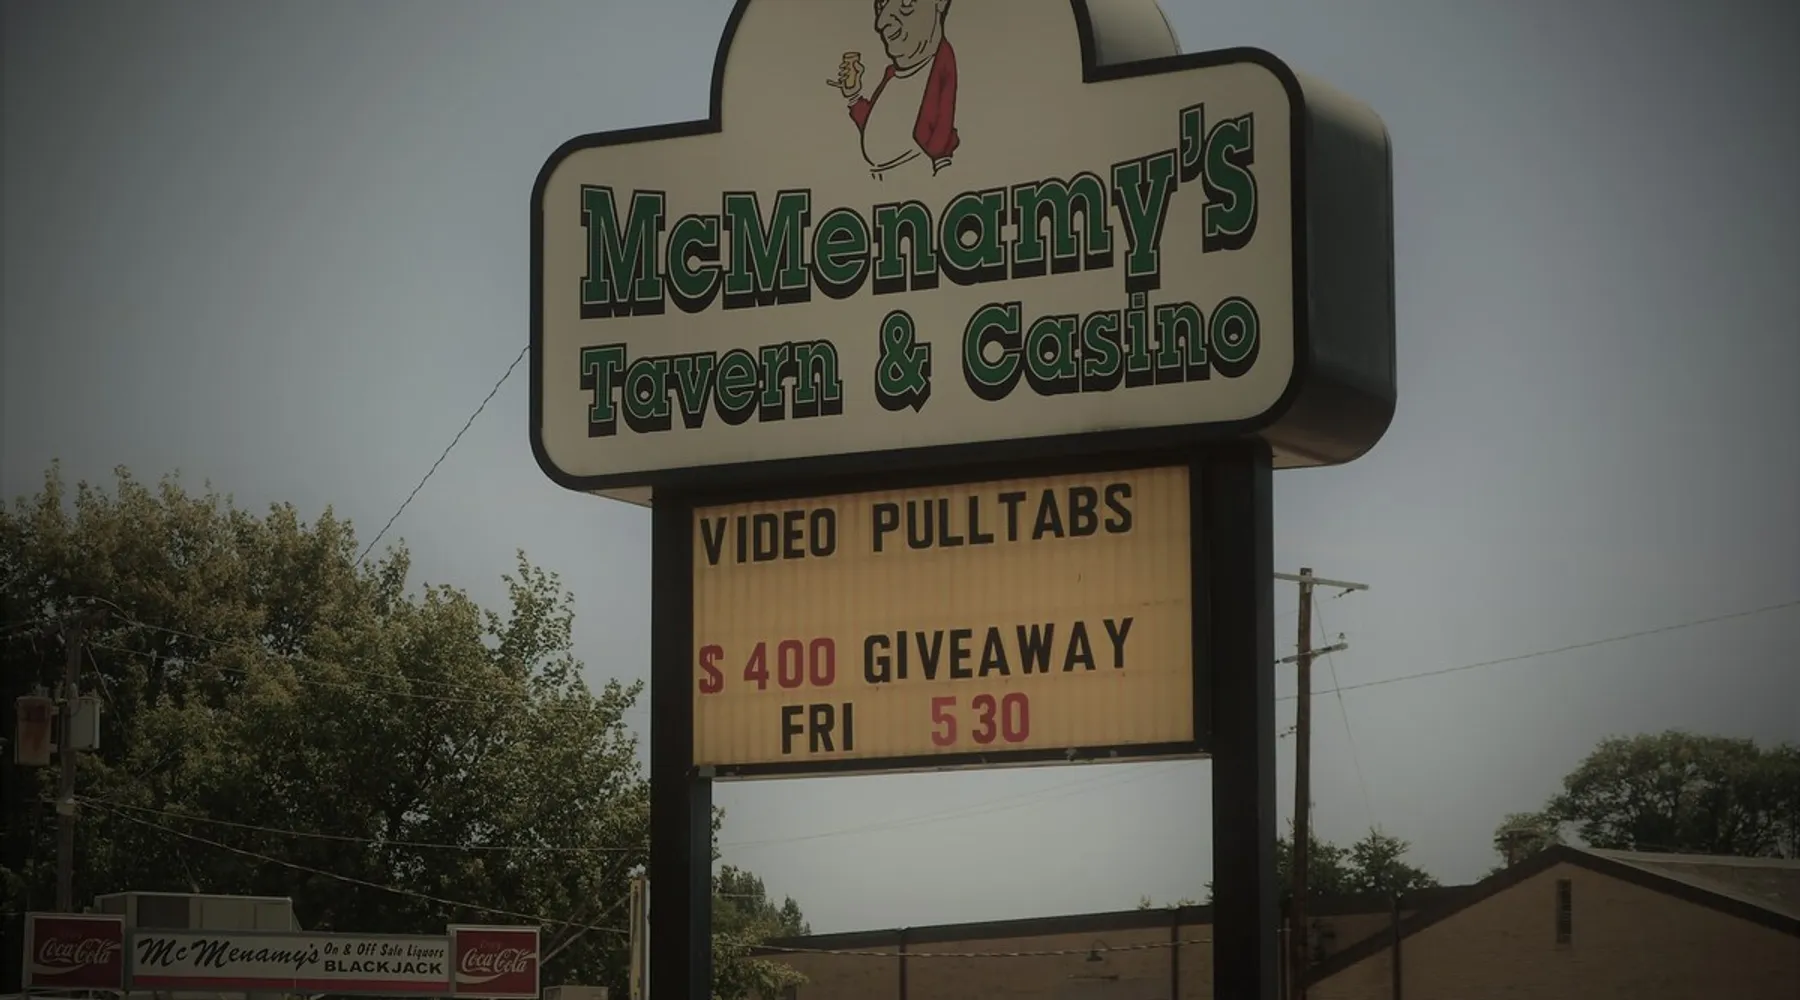 McMenamy's
Tavern & Casino
VIDEO PULLTABS
$ 400 GIVEAWAY
FRI 530
Coca-Cola
McMenamy's On & Off Sale Liquors
BLACKJACK
Coca-Cola